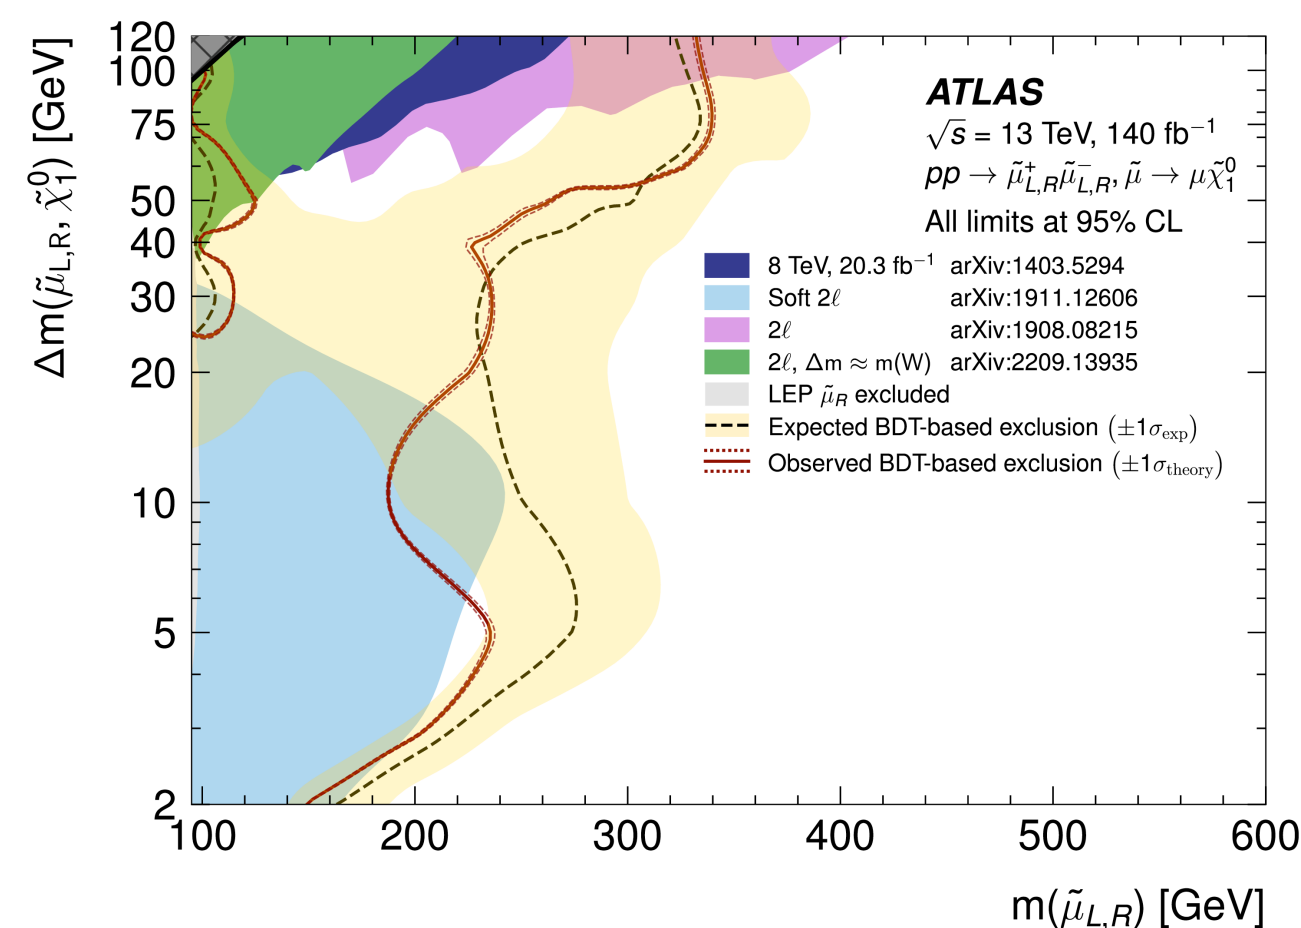 120
100
75
50
40
30
20
10
5
2
Δm(μ̃L,R, χ̃₁⁰) [GeV]
ATLAS
√s = 13 TeV, 140 fb⁻¹
pp → μ̃⁺L,R μ̃⁻L,R, μ̃ → μχ̃₁⁰
All limits at 95% CL
8 TeV, 20.3 fb⁻¹ arXiv:1403.5294
Soft 2ℓ arXiv:1911.12606
2ℓ arXiv:1908.08215
2ℓ, Δm ≈ m(W) arXiv:2209.13935
LEP μ̃R excluded
Expected BDT-based exclusion (±1σexp)
Observed BDT-based exclusion (±1σtheory)
100 200 300 400 500 600
m(μ̃L,R) [GeV]